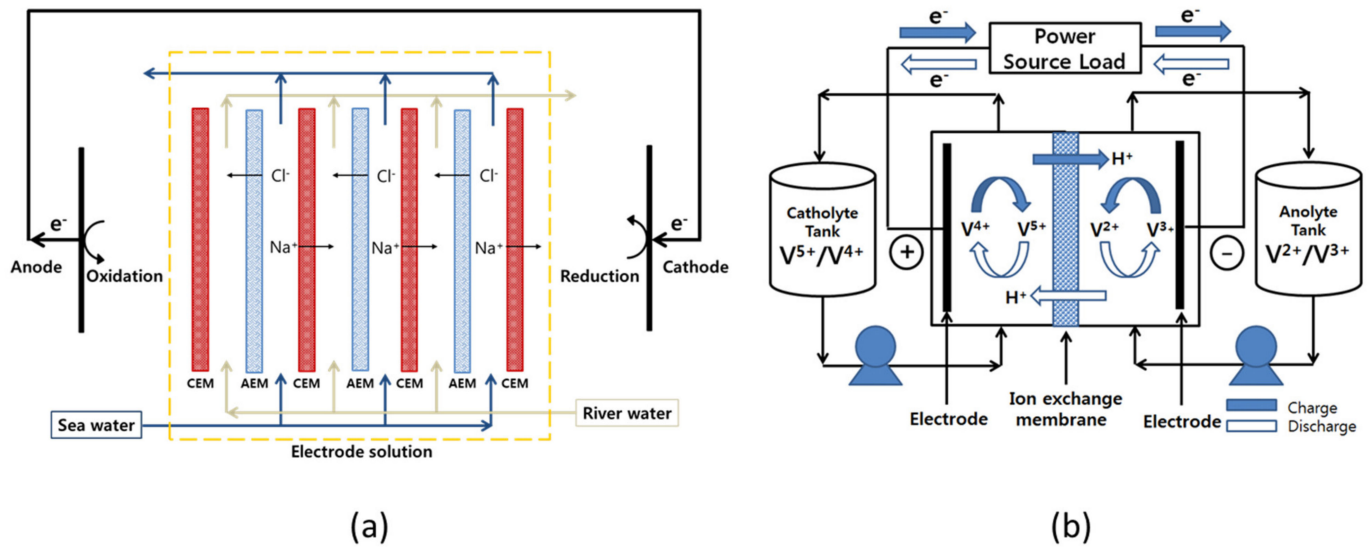 e-
e-
Anode
Oxidation
Cl-
Cl-
Cl-
Na+
Na+
Na+
Reduction
e-
Cathode
CEM
AEM
CEM
AEM
CEM
AEM
CEM
Sea water
River water
Electrode solution
(a)
e-
e-
Power
Source Load
e-
e-
H+
Catholyte
Tank
V5+/V4+
+
V4+
V5+
V2+
V3+
−
Anolyte
Tank
V2+/V3+
H+
Electrode
Ion exchange
membrane
Electrode
Charge
Discharge
(b)